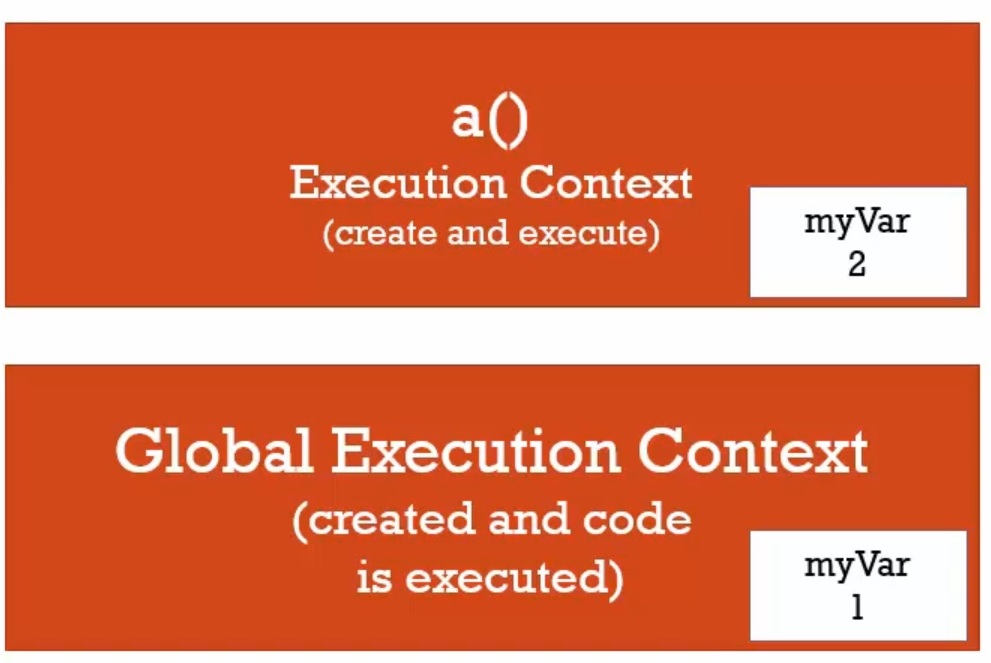 a()
Execution Context
(create and execute)
myVar
2
Global Execution Context
(created and code
is executed)
myVar
1